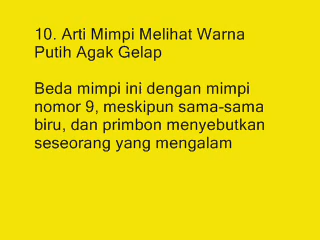 10. Arti Mimpi Melihat Warna
Putih Agak Gelap
Beda mimpi ini dengan mimpi
nomor 9, meskipun sama-sama
biru, dan primbon menyebutkan
seseorang yang mengalam